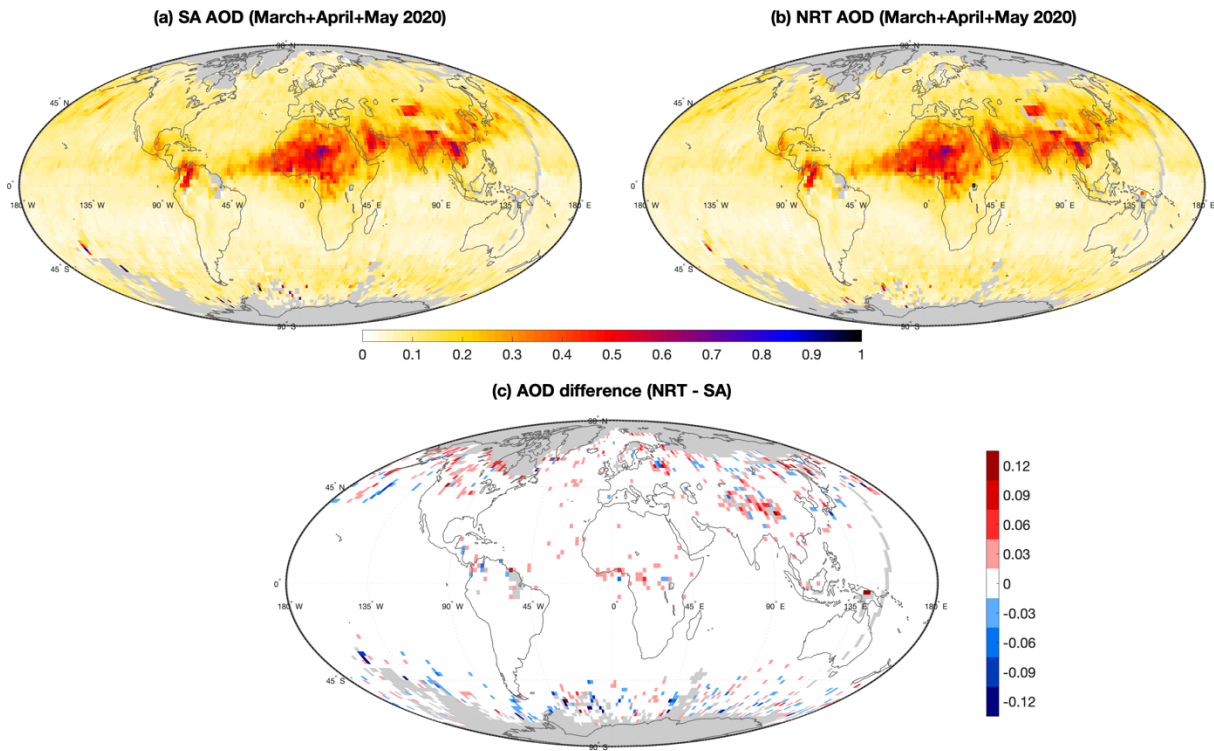 (a) SA AOD (March+April+May 2020)
90° N
45° N
0°
180° W
135° W
90° W
45° W
0
45° E
90° E
135° E
180° E
45° S
90° S
(b) NRT AOD (March+April+May 2020)
90° N
45° N
0°
180° W
135° W
90° W
45° W
0
45° E
90° E
135° E
180° E
45° S
90° S
0 0.1 0.2 0.3 0.4 0.5 0.6 0.7 0.8 0.9 1
(c) AOD difference (NRT - SA)
90° N
45° N
0°
180° W
135° W
90° W
45° W
0
45° E
90° E
135° E
180° E
45° S
90° S
0.12
0.09
0.06
0.03
0
-0.03
-0.06
-0.09
-0.12